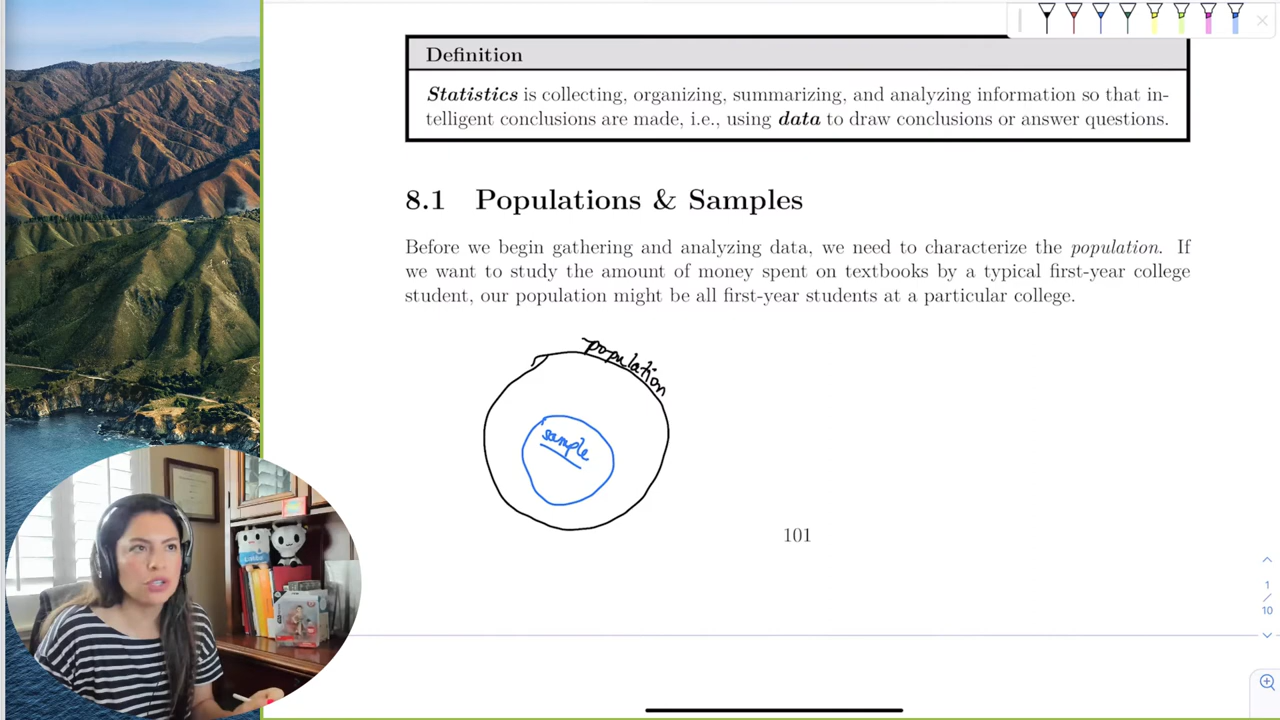 Definition
Statistics is collecting, organizing, summarizing, and analyzing information so that in-
telligent conclusions are made, i.e., using data to draw conclusions or answer questions.
8.1 Populations & Samples
Before we begin gathering and analyzing data, we need to characterize the population. If
we want to study the amount of money spent on textbooks by a typical first-year college
student, our population might be all first-year students at a particular college.
population
sample
101
1
/
10